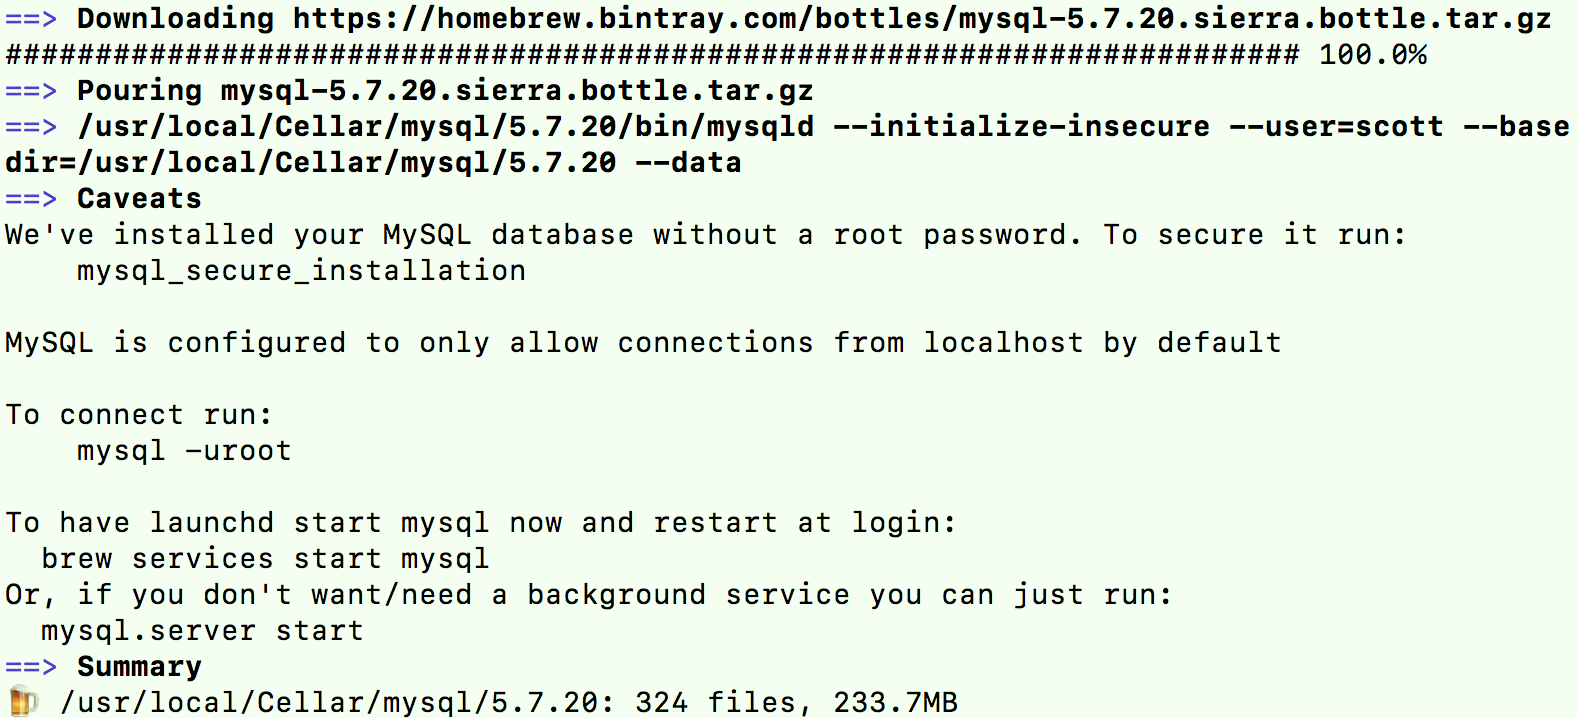 ==> Downloading https://homebrew.bintray.com/bottles/mysql-5.7.20.sierra.bottle.tar.gz
######################################################################## 100.0%
==> Pouring mysql-5.7.20.sierra.bottle.tar.gz
==> /usr/local/Cellar/mysql/5.7.20/bin/mysqld --initialize-insecure --user=scott --base
dir=/usr/local/Cellar/mysql/5.7.20 --data
==> Caveats
We've installed your MySQL database without a root password. To secure it run:
    mysql_secure_installation

MySQL is configured to only allow connections from localhost by default

To connect run:
    mysql -uroot

To have launchd start mysql now and restart at login:
  brew services start mysql
Or, if you don't want/need a background service you can just run:
  mysql.server start
==> Summary
🍺 /usr/local/Cellar/mysql/5.7.20: 324 files, 233.7MB